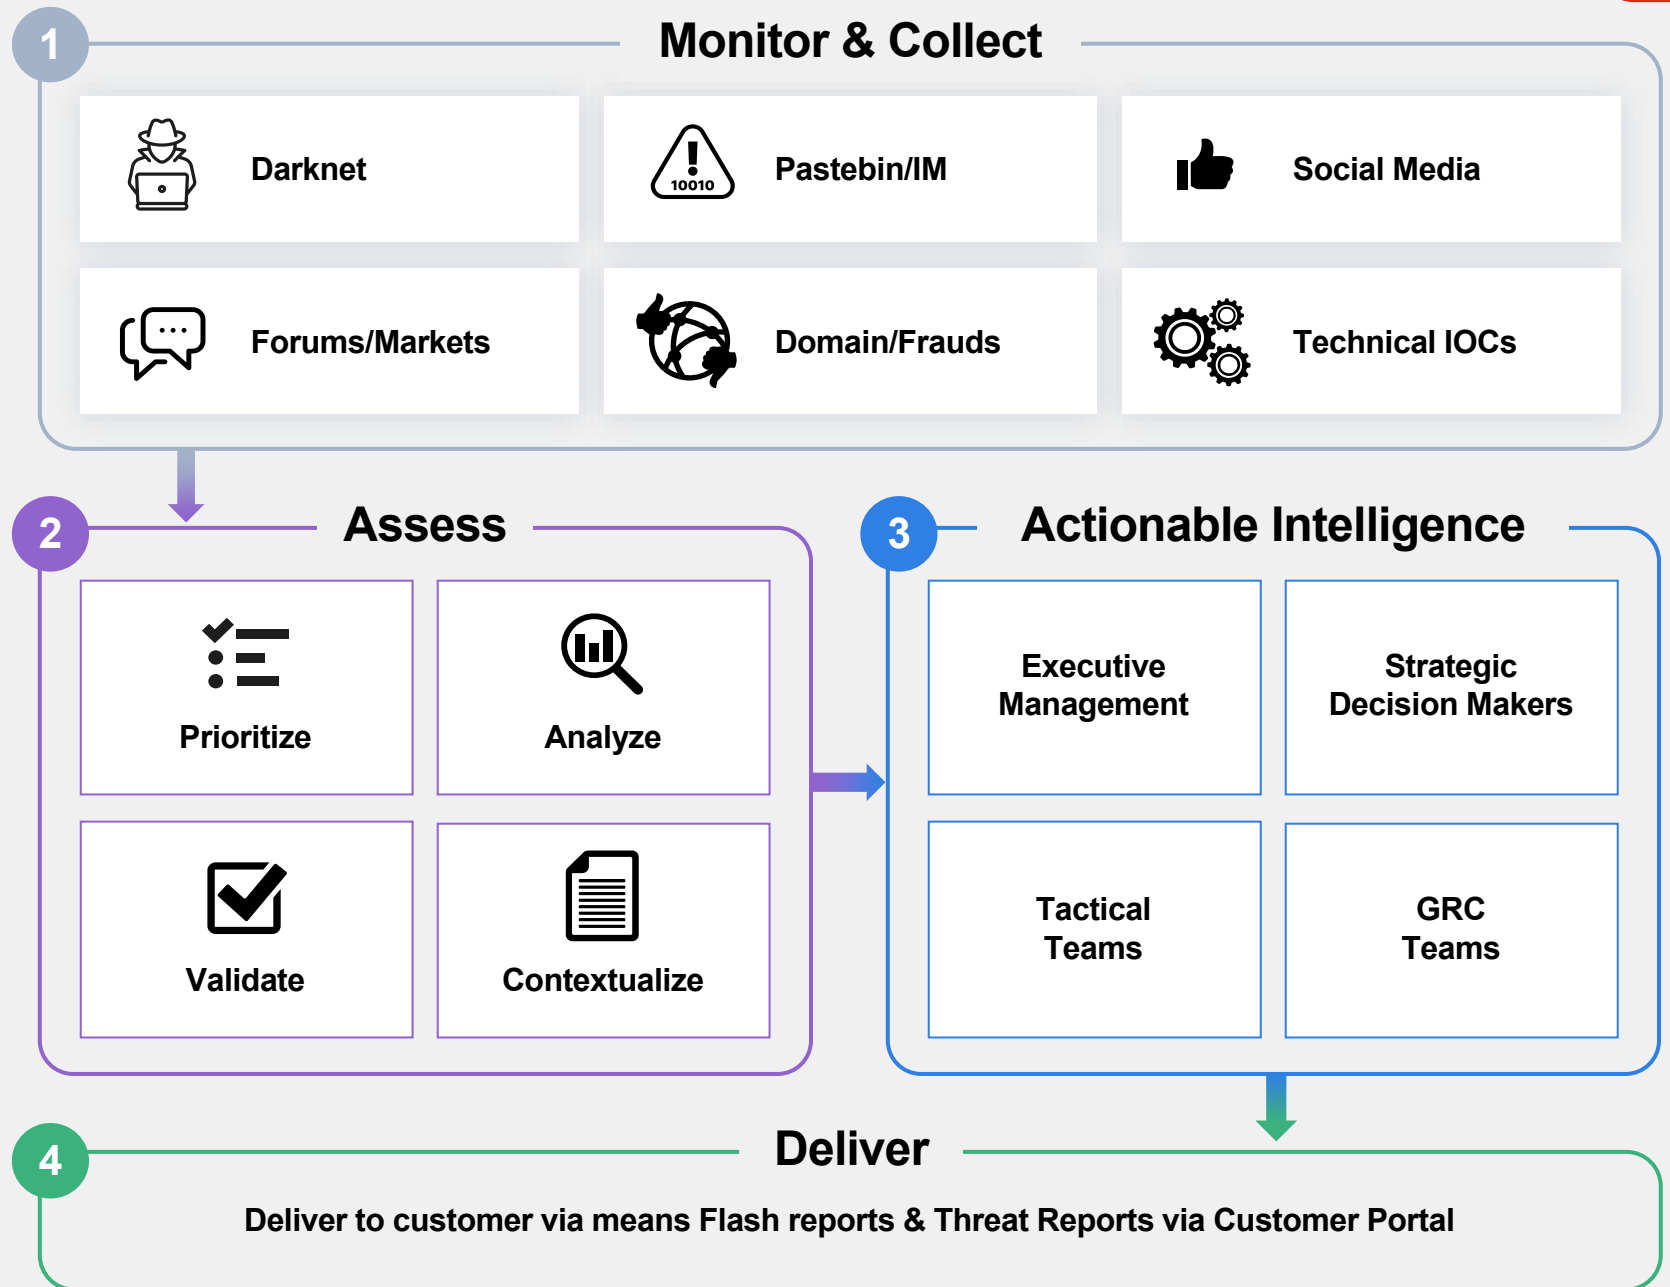 1
Monitor & Collect
Darknet
10010
Pastebin/IM
Social Media
Forums/Markets
Domain/Frauds
Technical IOCs
2
Assess
Prioritize
Analyze
Validate
Contextualize
3
Actionable Intelligence
Executive
Management
Strategic
Decision Makers
Tactical
Teams
GRC
Teams
4
Deliver
Deliver to customer via means Flash reports & Threat Reports via Customer Portal